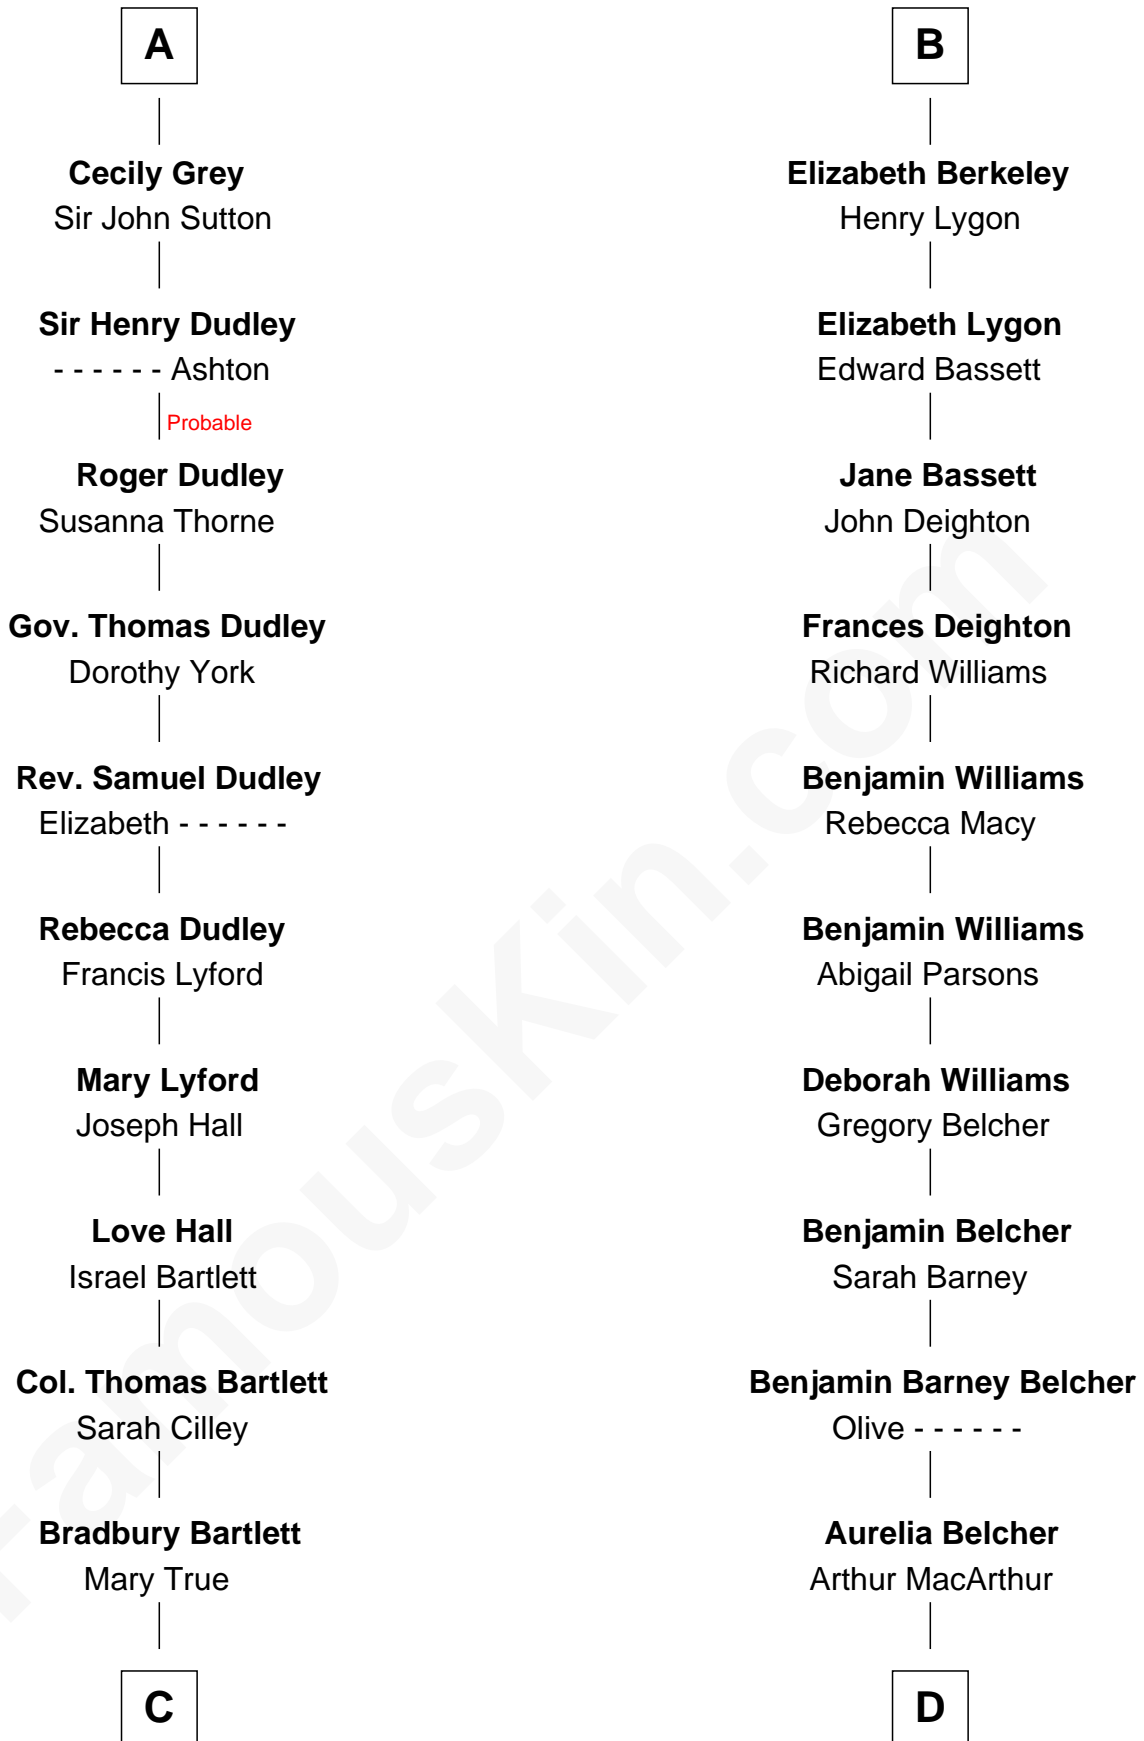 A
Cecily Grey
Sir John Sutton
Sir Henry Dudley
- - - - - - Ashton
Probable
Roger Dudley
Susanna Thorne
Gov. Thomas Dudley
Dorothy York
Rev. Samuel Dudley
Elizabeth - - - - - -
Rebecca Dudley
Francis Lyford
Mary Lyford
Joseph Hall
Love Hall
Israel Bartlett
Col. Thomas Bartlett
Sarah Cilley
Bradbury Bartlett
Mary True
C
B
Elizabeth Berkeley
Henry Lygon
Elizabeth Lygon
Edward Bassett
Jane Bassett
John Deighton
Frances Deighton
Richard Williams
Benjamin Williams
Rebecca Macy
Benjamin Williams
Abigail Parsons
Deborah Williams
Gregory Belcher
Benjamin Belcher
Sarah Barney
Benjamin Barney Belcher
Olive - - - - - -
Aurelia Belcher
Arthur MacArthur
D
FamousKin.com